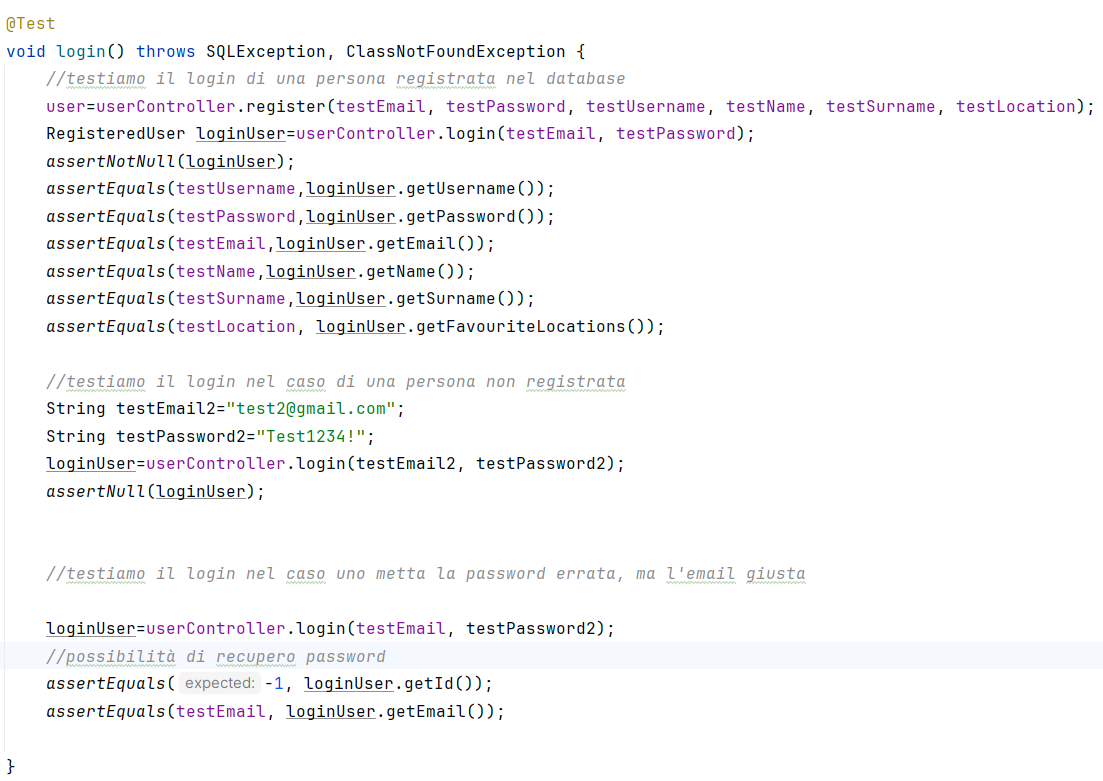 @Test
void login() throws SQLException, ClassNotFoundException {
//testiamo il login di una persona registrata nel database
user=userController.register(testEmail, testPassword, testUsername, testName, testSurname, testLocation);
RegisteredUser loginUser=userController.login(testEmail, testPassword);
assertNotNull(loginUser);
assertEquals(testUsername,loginUser.getUsername());
assertEquals(testPassword,loginUser.getPassword());
assertEquals(testEmail,loginUser.getEmail());
assertEquals(testName,loginUser.getName());
assertEquals(testSurname,loginUser.getSurname());
assertEquals(testLocation, loginUser.getFavouriteLocations());
//testiamo il login nel caso di una persona non registrata
String testEmail2="test2@gmail.com";
String testPassword2="Test1234!";
loginUser=userController.login(testEmail2, testPassword2);
assertNull(loginUser);
//testiamo il login nel caso uno metta la password errata, ma l'email giusta
loginUser=userController.login(testEmail, testPassword2);
//possibilità di recupero password
assertEquals( expected: -1, loginUser.getId());
assertEquals(testEmail, loginUser.getEmail());
}